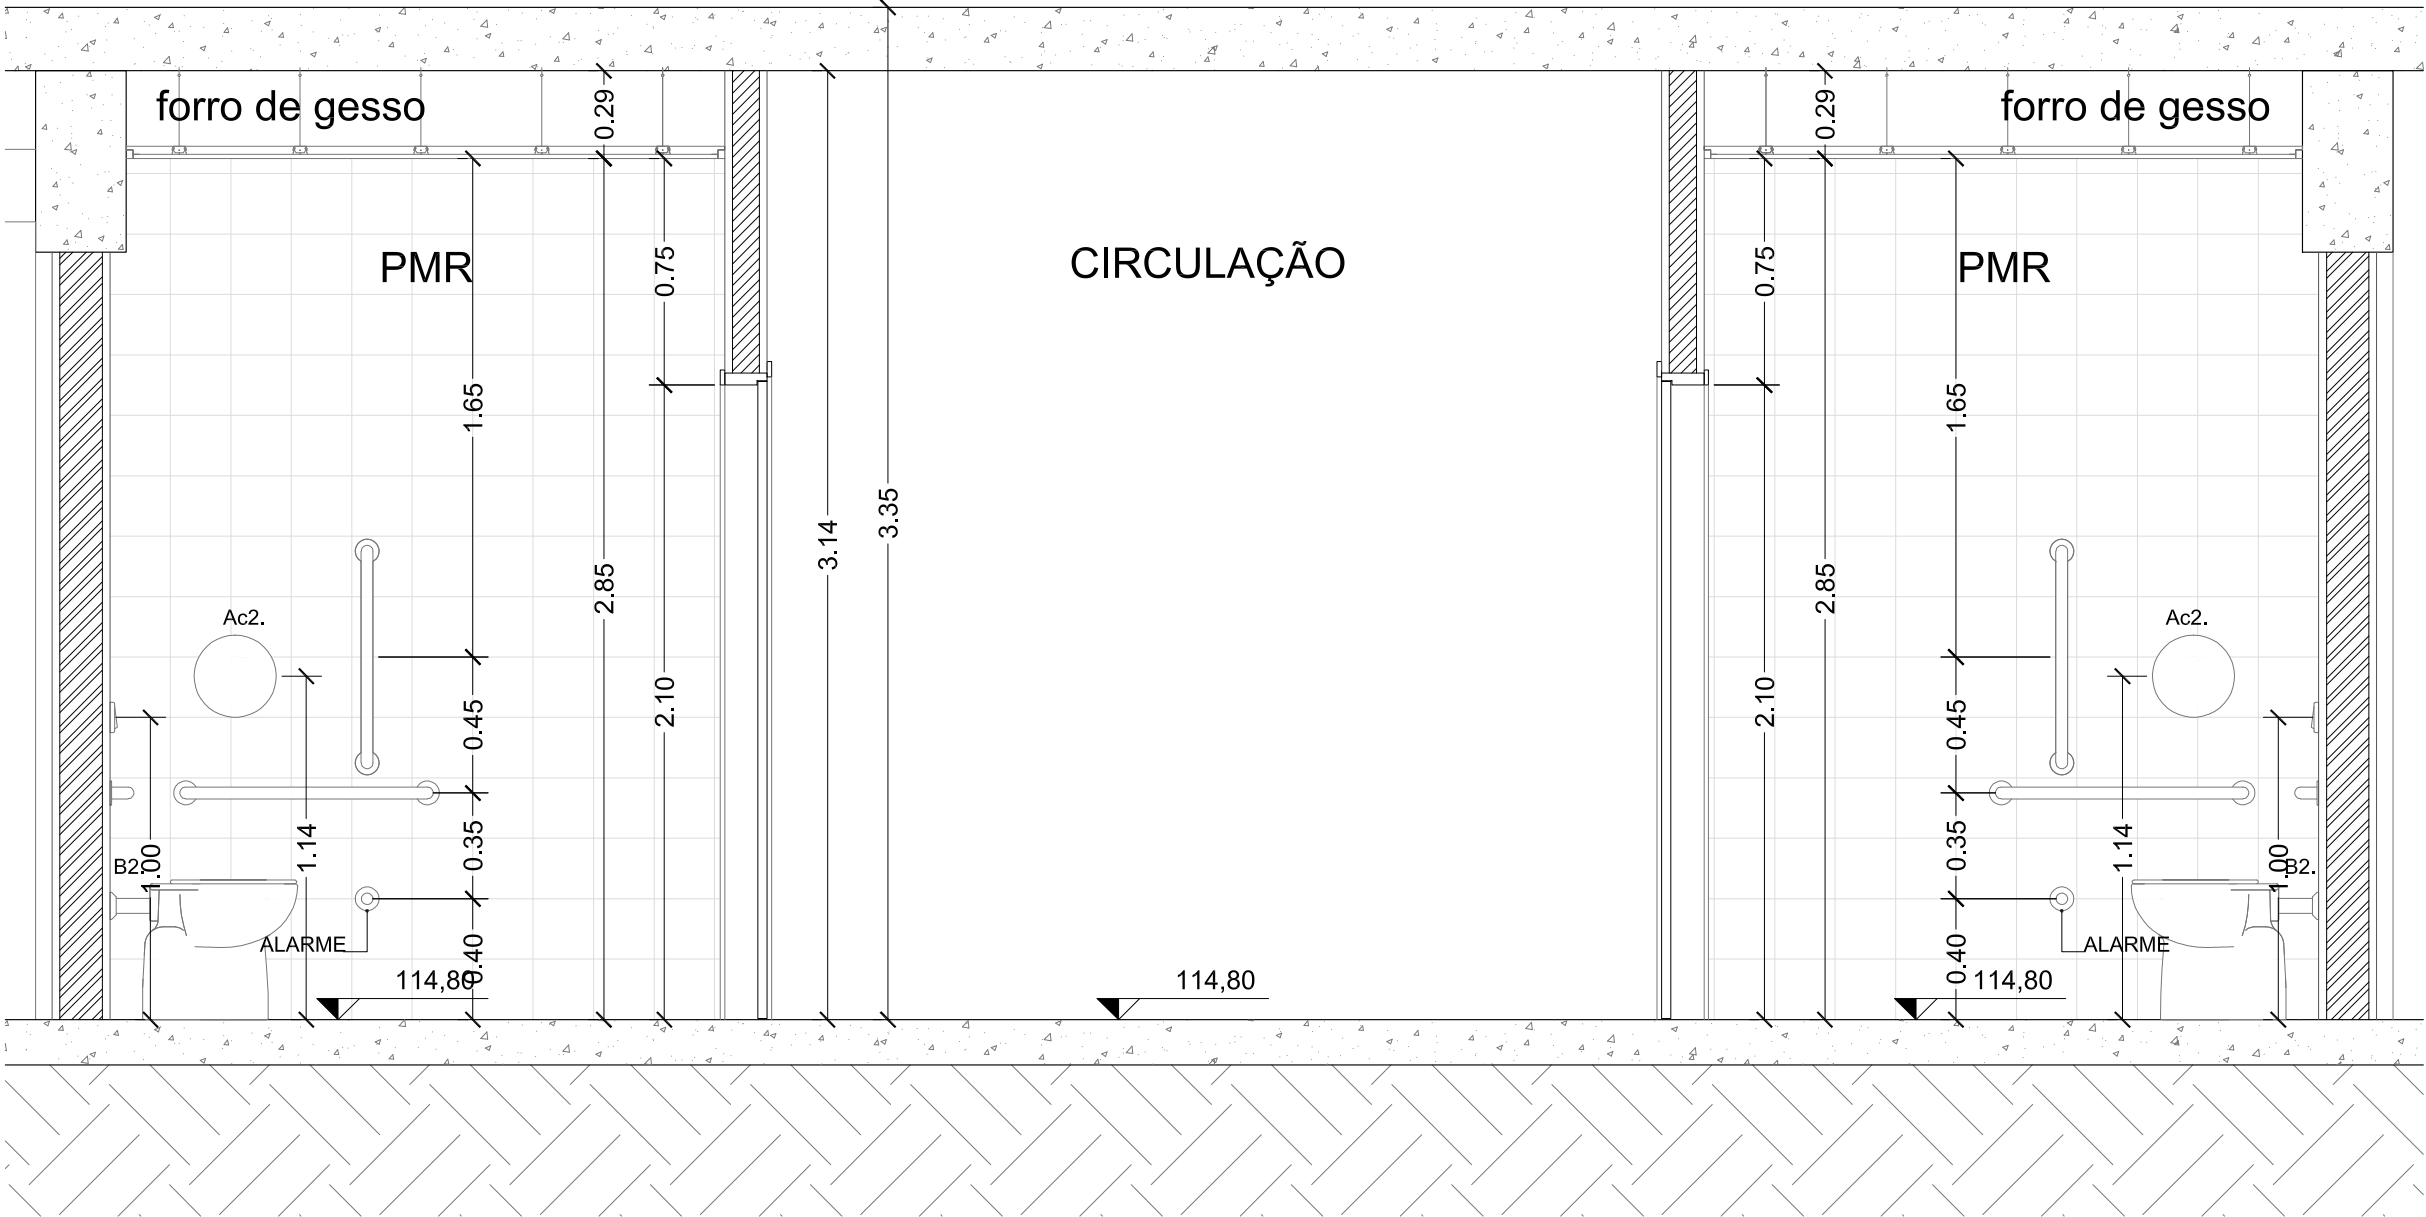 forro de gesso
0.29
0.29
forro de gesso
PMR
0.75
CIRCULAÇÃO
0.75
PMR
1.65
1.65
3.35
3.14
2.85
2.85
Ac2.
Ac2.
2.10
2.10
0.45
0.45
1.14
0.35
0.35
1.14
B2.
1.00
1.00
B2.
ALARME
0.40
0.40
ALARME
114,80
114,80
114,80